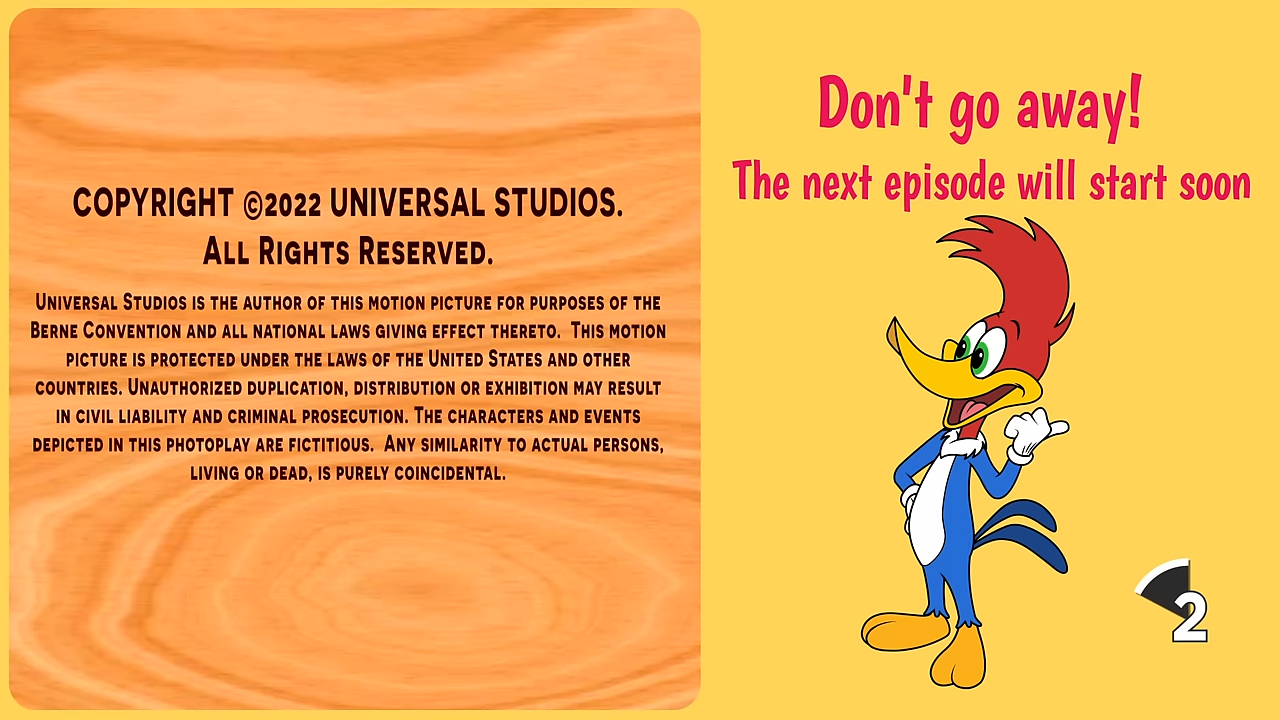 COPYRIGHT ©2022 UNIVERSAL STUDIOS.
ALL RIGHTS RESERVED.
UNIVERSAL STUDIOS IS THE AUTHOR OF THIS MOTION PICTURE FOR PURPOSES OF THE
BERNE CONVENTION AND ALL NATIONAL LAWS GIVING EFFECT THERETO. THIS MOTION
PICTURE IS PROTECTED UNDER THE LAWS OF THE UNITED STATES AND OTHER
COUNTRIES. UNAUTHORIZED DUPLICATION, DISTRIBUTION OR EXHIBITION MAY RESULT
IN CIVIL LIABILITY AND CRIMINAL PROSECUTION. THE CHARACTERS AND EVENTS
DEPICTED IN THIS PHOTOPLAY ARE FICTITIOUS. ANY SIMILARITY TO ACTUAL PERSONS,
LIVING OR DEAD, IS PURELY COINCIDENTAL.
Don't go away!
The next episode will start soon
2